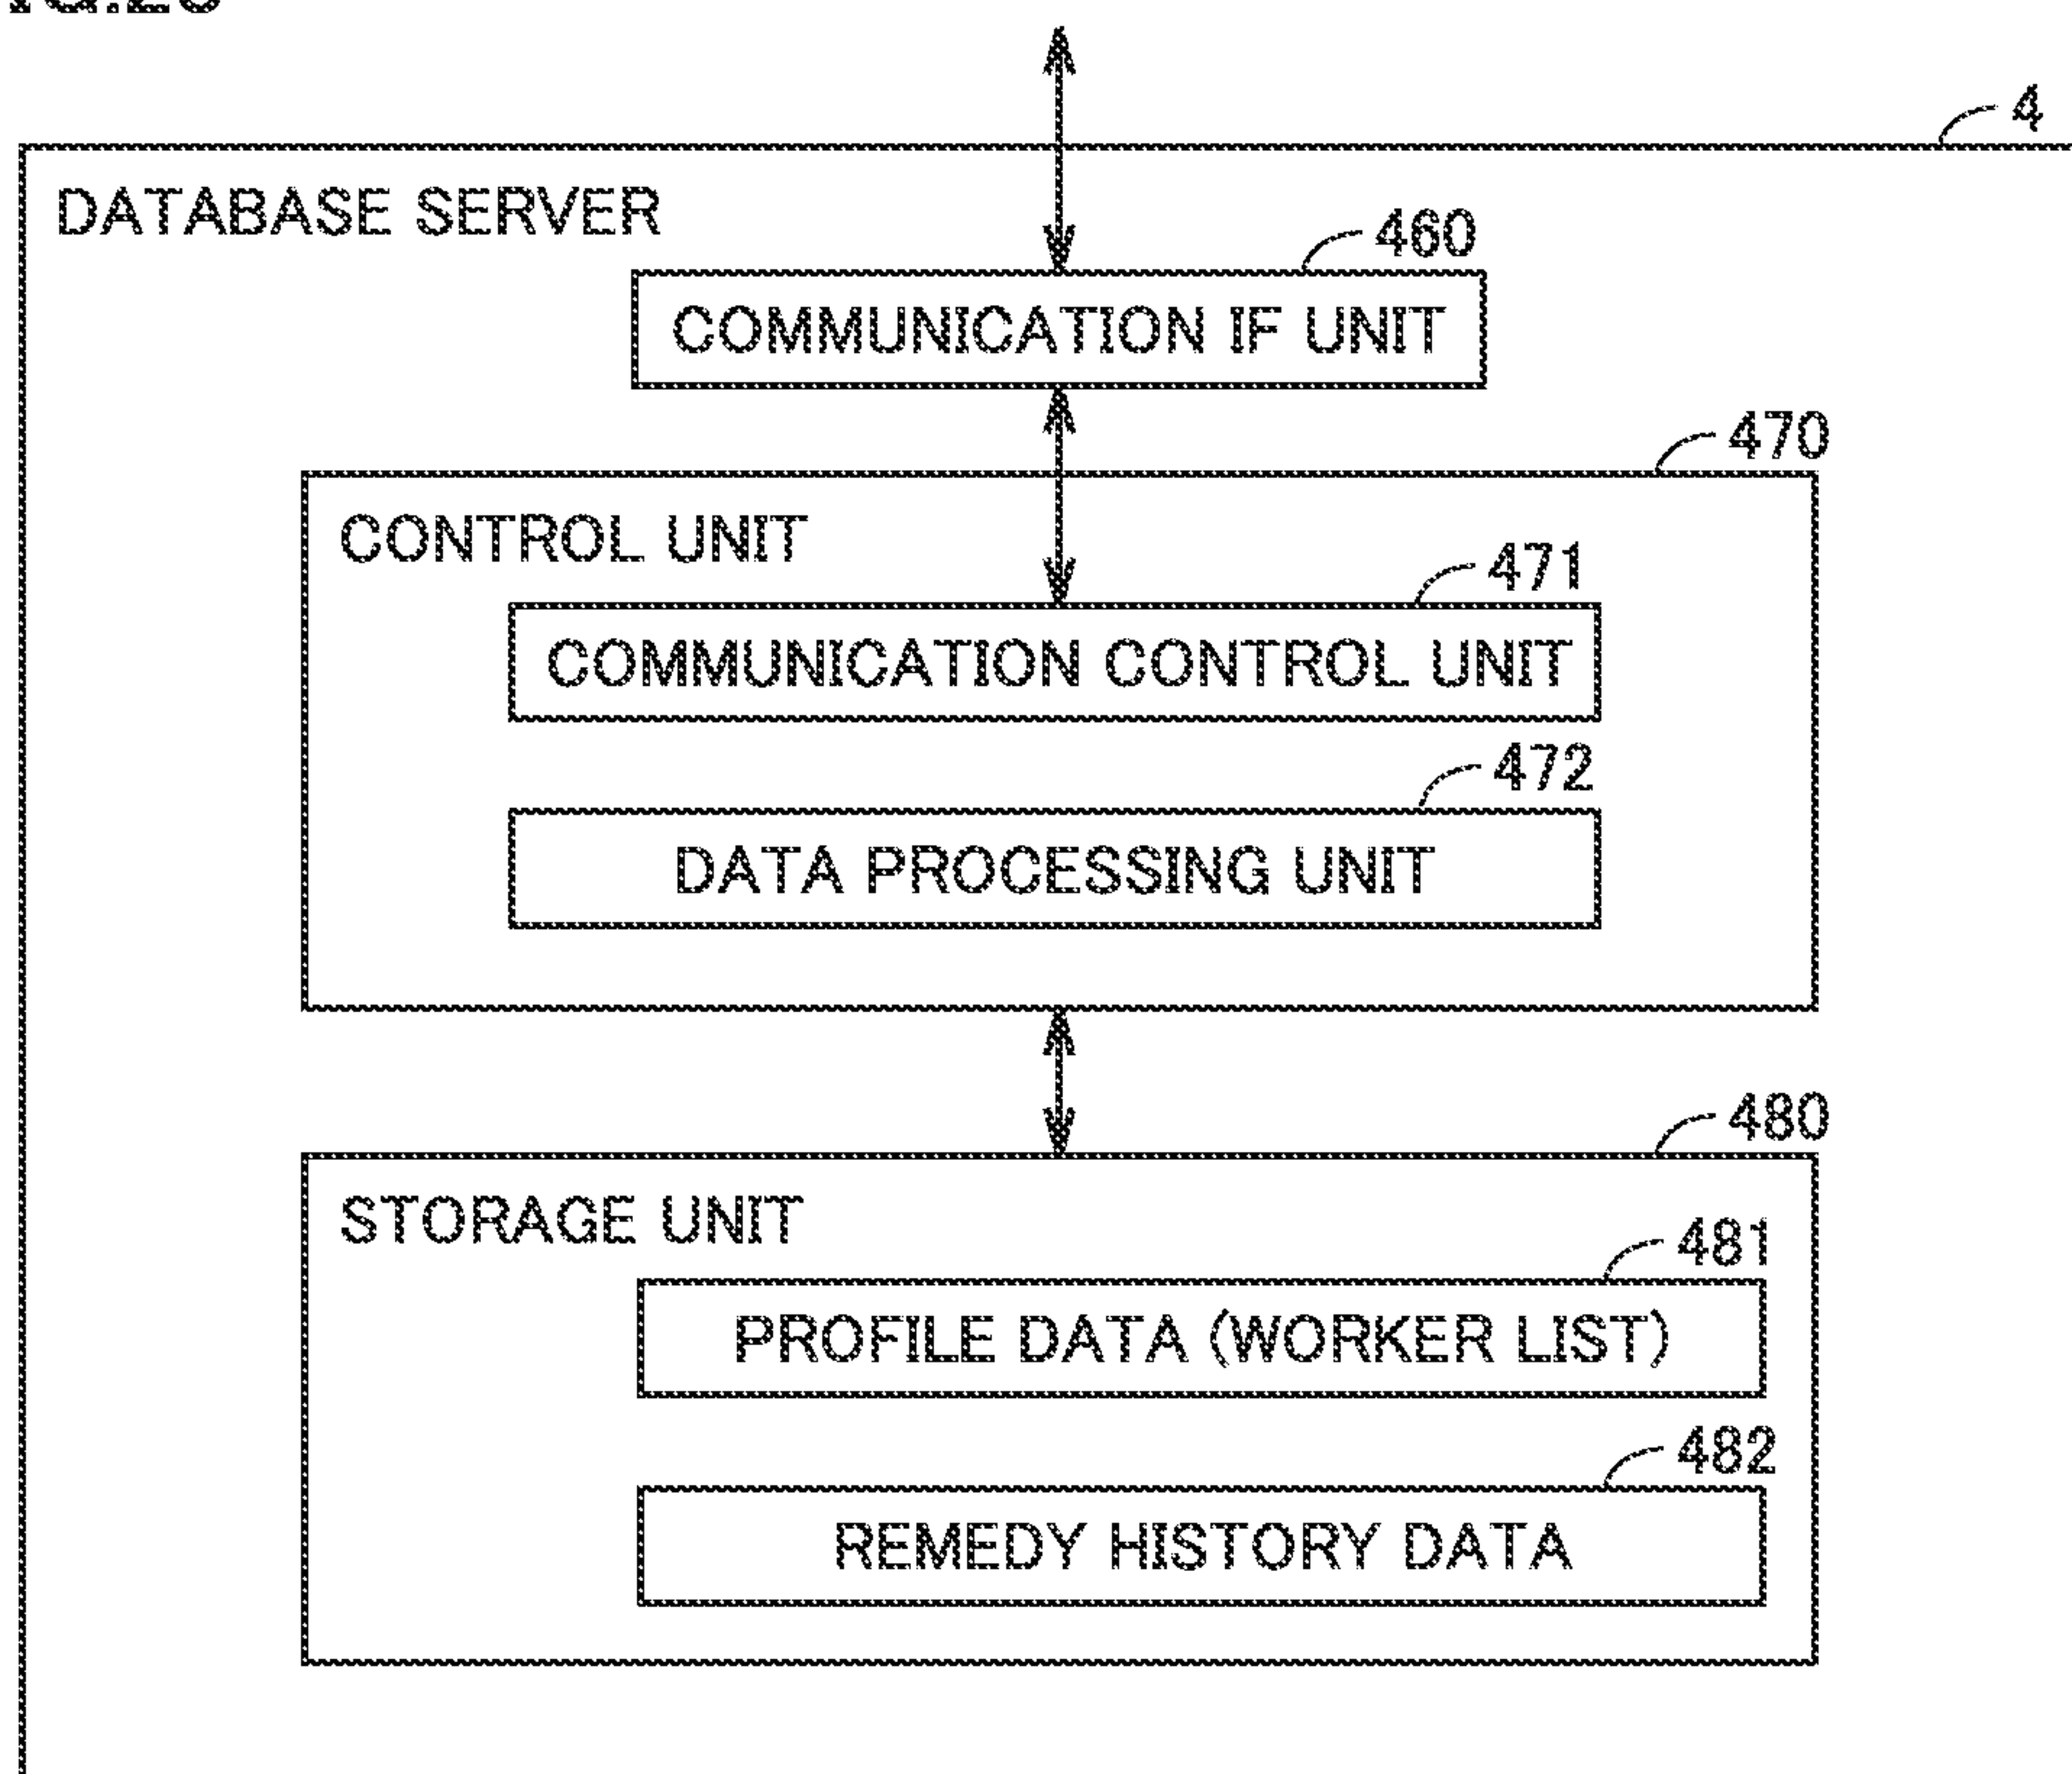 4
DATABASE SERVER
460
COMMUNICATION IF UNIT
470
CONTROL UNIT
471
COMMUNICATION CONTROL UNIT
472
DATA PROCESSING UNIT
480
STORAGE UNIT
481
PROFILE DATA (WORKER LIST)
482
REMEDY HISTORY DATA